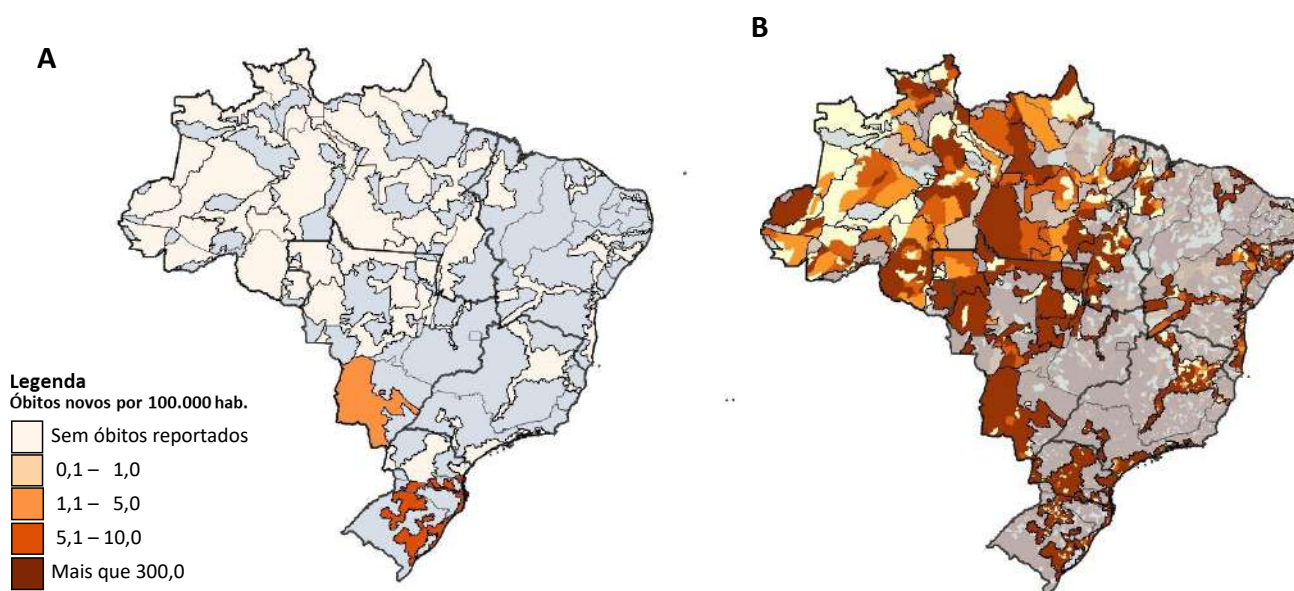 A
B
Legenda
Óbitos novos por 100.000 hab.
Sem óbitos reportados
0,1 – 1,0
1,1 – 5,0
5,1 – 10,0
Mais que 300,0